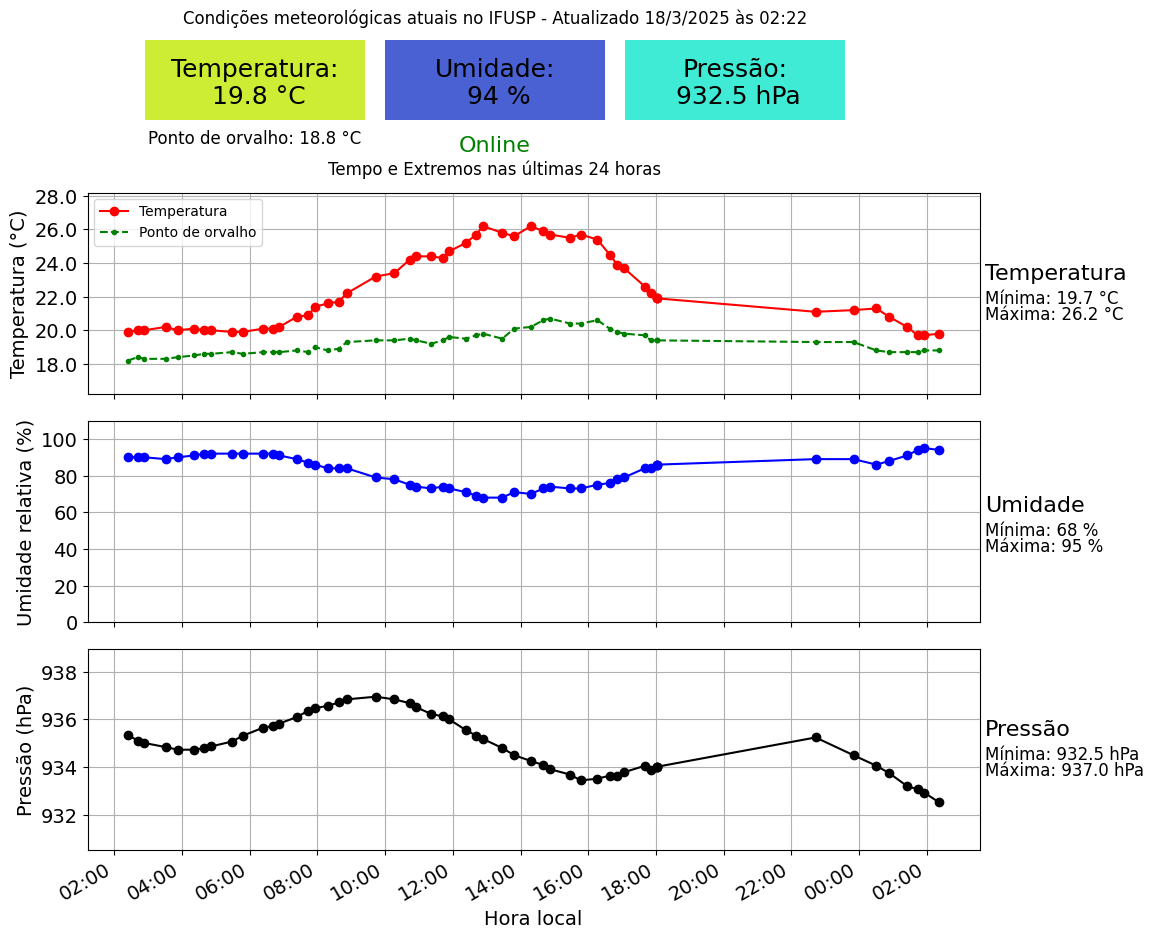 Condições meteorológicas atuais no IFUSP - Atualizado 18/3/2025 às 02:22
Temperatura:
19.8 °C
Umidade:
94 %
Pressão:
932.5 hPa
Ponto de orvalho: 18.8 °C
Online
Tempo e Extremos nas últimas 24 horas
Temperatura (°C)
28.0
26.0
24.0
22.0
20.0
18.0
Temperatura
Ponto de orvalho
Temperatura
Mínima: 19.7 °C
Máxima: 26.2 °C
Umidade relativa (%)
100
80
60
40
20
0
Umidade
Mínima: 68 %
Máxima: 95 %
Pressão (hPa)
938
936
934
932
Pressão
Mínima: 932.5 hPa
Máxima: 937.0 hPa
02:00 04:00 06:00 08:00 10:00 12:00 14:00 16:00 18:00 20:00 22:00 00:00 02:00
Hora local